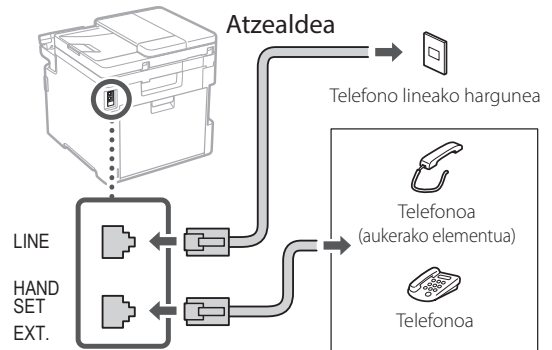 Atzealdea
Telefono lineako hargunea
LINE
HAND
SET
EXT.
Telefonoa
(aukerako elementua)
Telefonoa